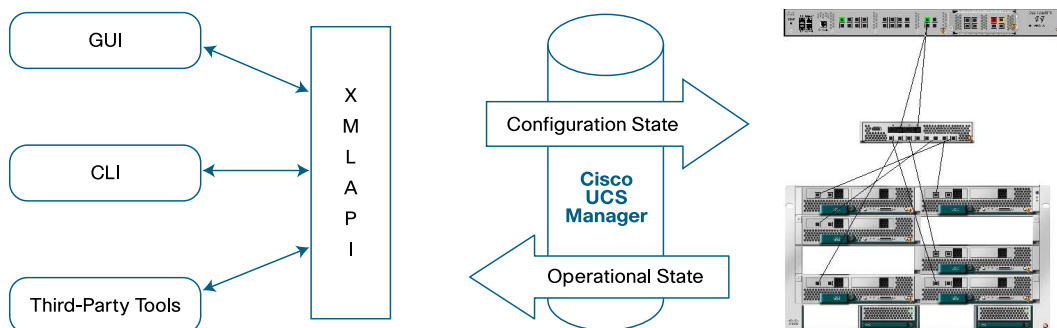 GUI
CLI
Third-Party Tools
X
M
L
A
P
I
Configuration State
Cisco
UCS
Manager
Operational State